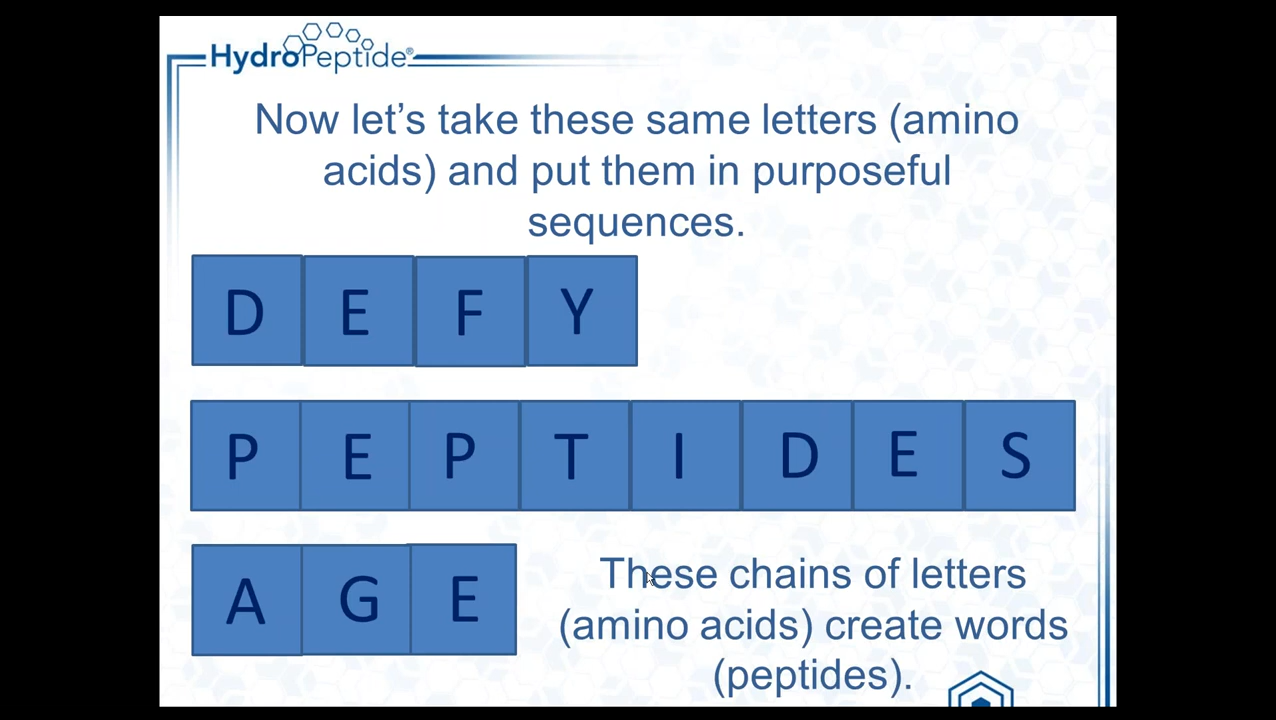 HydroPeptide®
Now let's take these same letters (amino
acids) and put them in purposeful
sequences.
D E F Y
P E P T I D E S
A G E
These chains of letters
(amino acids) create words
(peptides).